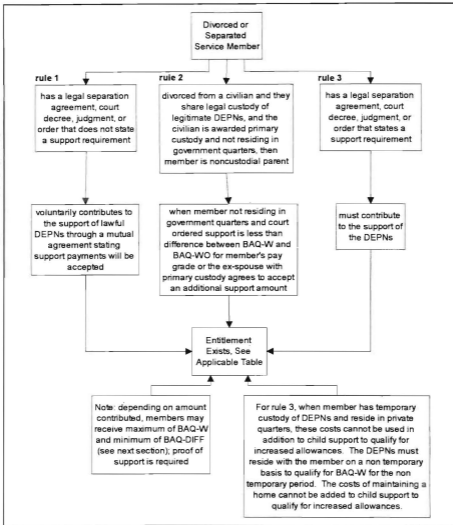 Divorced or
Separated
Service Member
rule 1
has a legal separation
agreement, court
decree, judgment, or
order that does not state
a support requirement
rule 2
divorced from a civilian and they
share legal custody of
legitimate DEPNs, and the
civilian is awarded primary
custody and not residing in
government quarters, then
member is noncustodial parent
rule 3
has a legal separation
agreement, court
decree, judgment, or
order that states a
support requirement
voluntarily contributes to
the support of lawful
DEPNs through a mutual
agreement stating
support payments will be
accepted
when member not residing in
government quarters and court
ordered support is less than
difference between BAQ-W and
BAQ-WO for member's pay
grade or the ex-spouse with
primary custody agrees to accept
an additional support amount
must contribute
to the support of
the DEPNs
Entitlement
Exists, See
Applicable Table
Note: depending on amount
contributed, members may
receive maximum of BAQ-W
and minimum of BAQ-DIFF
(see next section); proof of
support is required
For rule 3, when member has temporary
custody of DEPNs and reside in private
quarters, these costs cannot be used in
addition to child support to qualify for
increased allowances. The DEPNs must
reside with the member on a non temporary
basis to qualify for BAQ-W for the non
temporary period. The costs of maintaining a
home cannot be added to child support to
qualify for increased allowances.